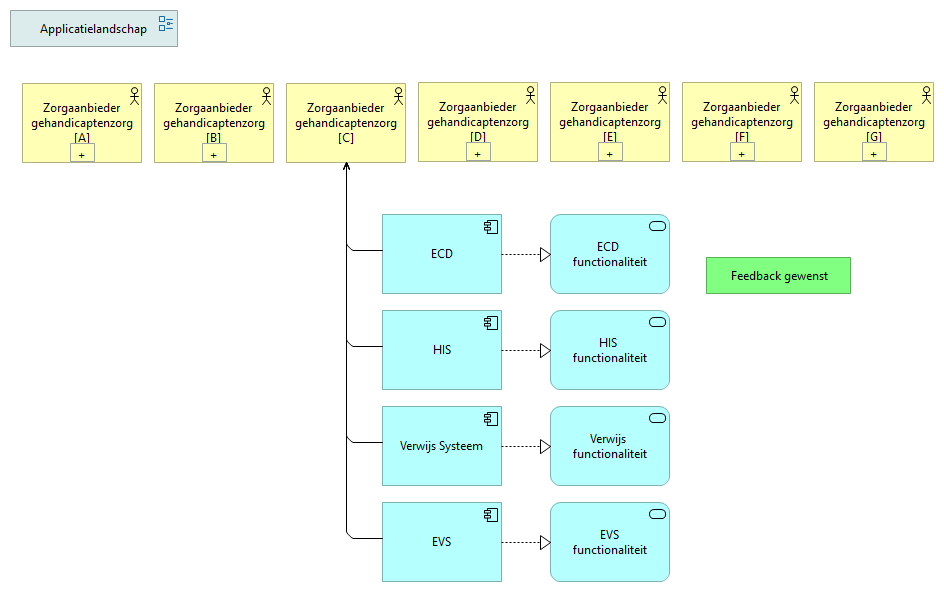 Applicatielandschap
Zorgaanbieder
gehandicaptenzorg
[A]
+
Zorgaanbieder
gehandicaptenzorg
[B]
+
Zorgaanbieder
gehandicaptenzorg
[C]
Zorgaanbieder
gehandicaptenzorg
[D]
+
Zorgaanbieder
gehandicaptenzorg
[E]
+
Zorgaanbieder
gehandicaptenzorg
[F]
+
Zorgaanbieder
gehandicaptenzorg
[G]
+
ECD
ECD
functionaliteit
Feedback gewenst
HIS
HIS
functionaliteit
Verwijs Systeem
Verwijs
functionaliteit
EVS
EVS
functionaliteit